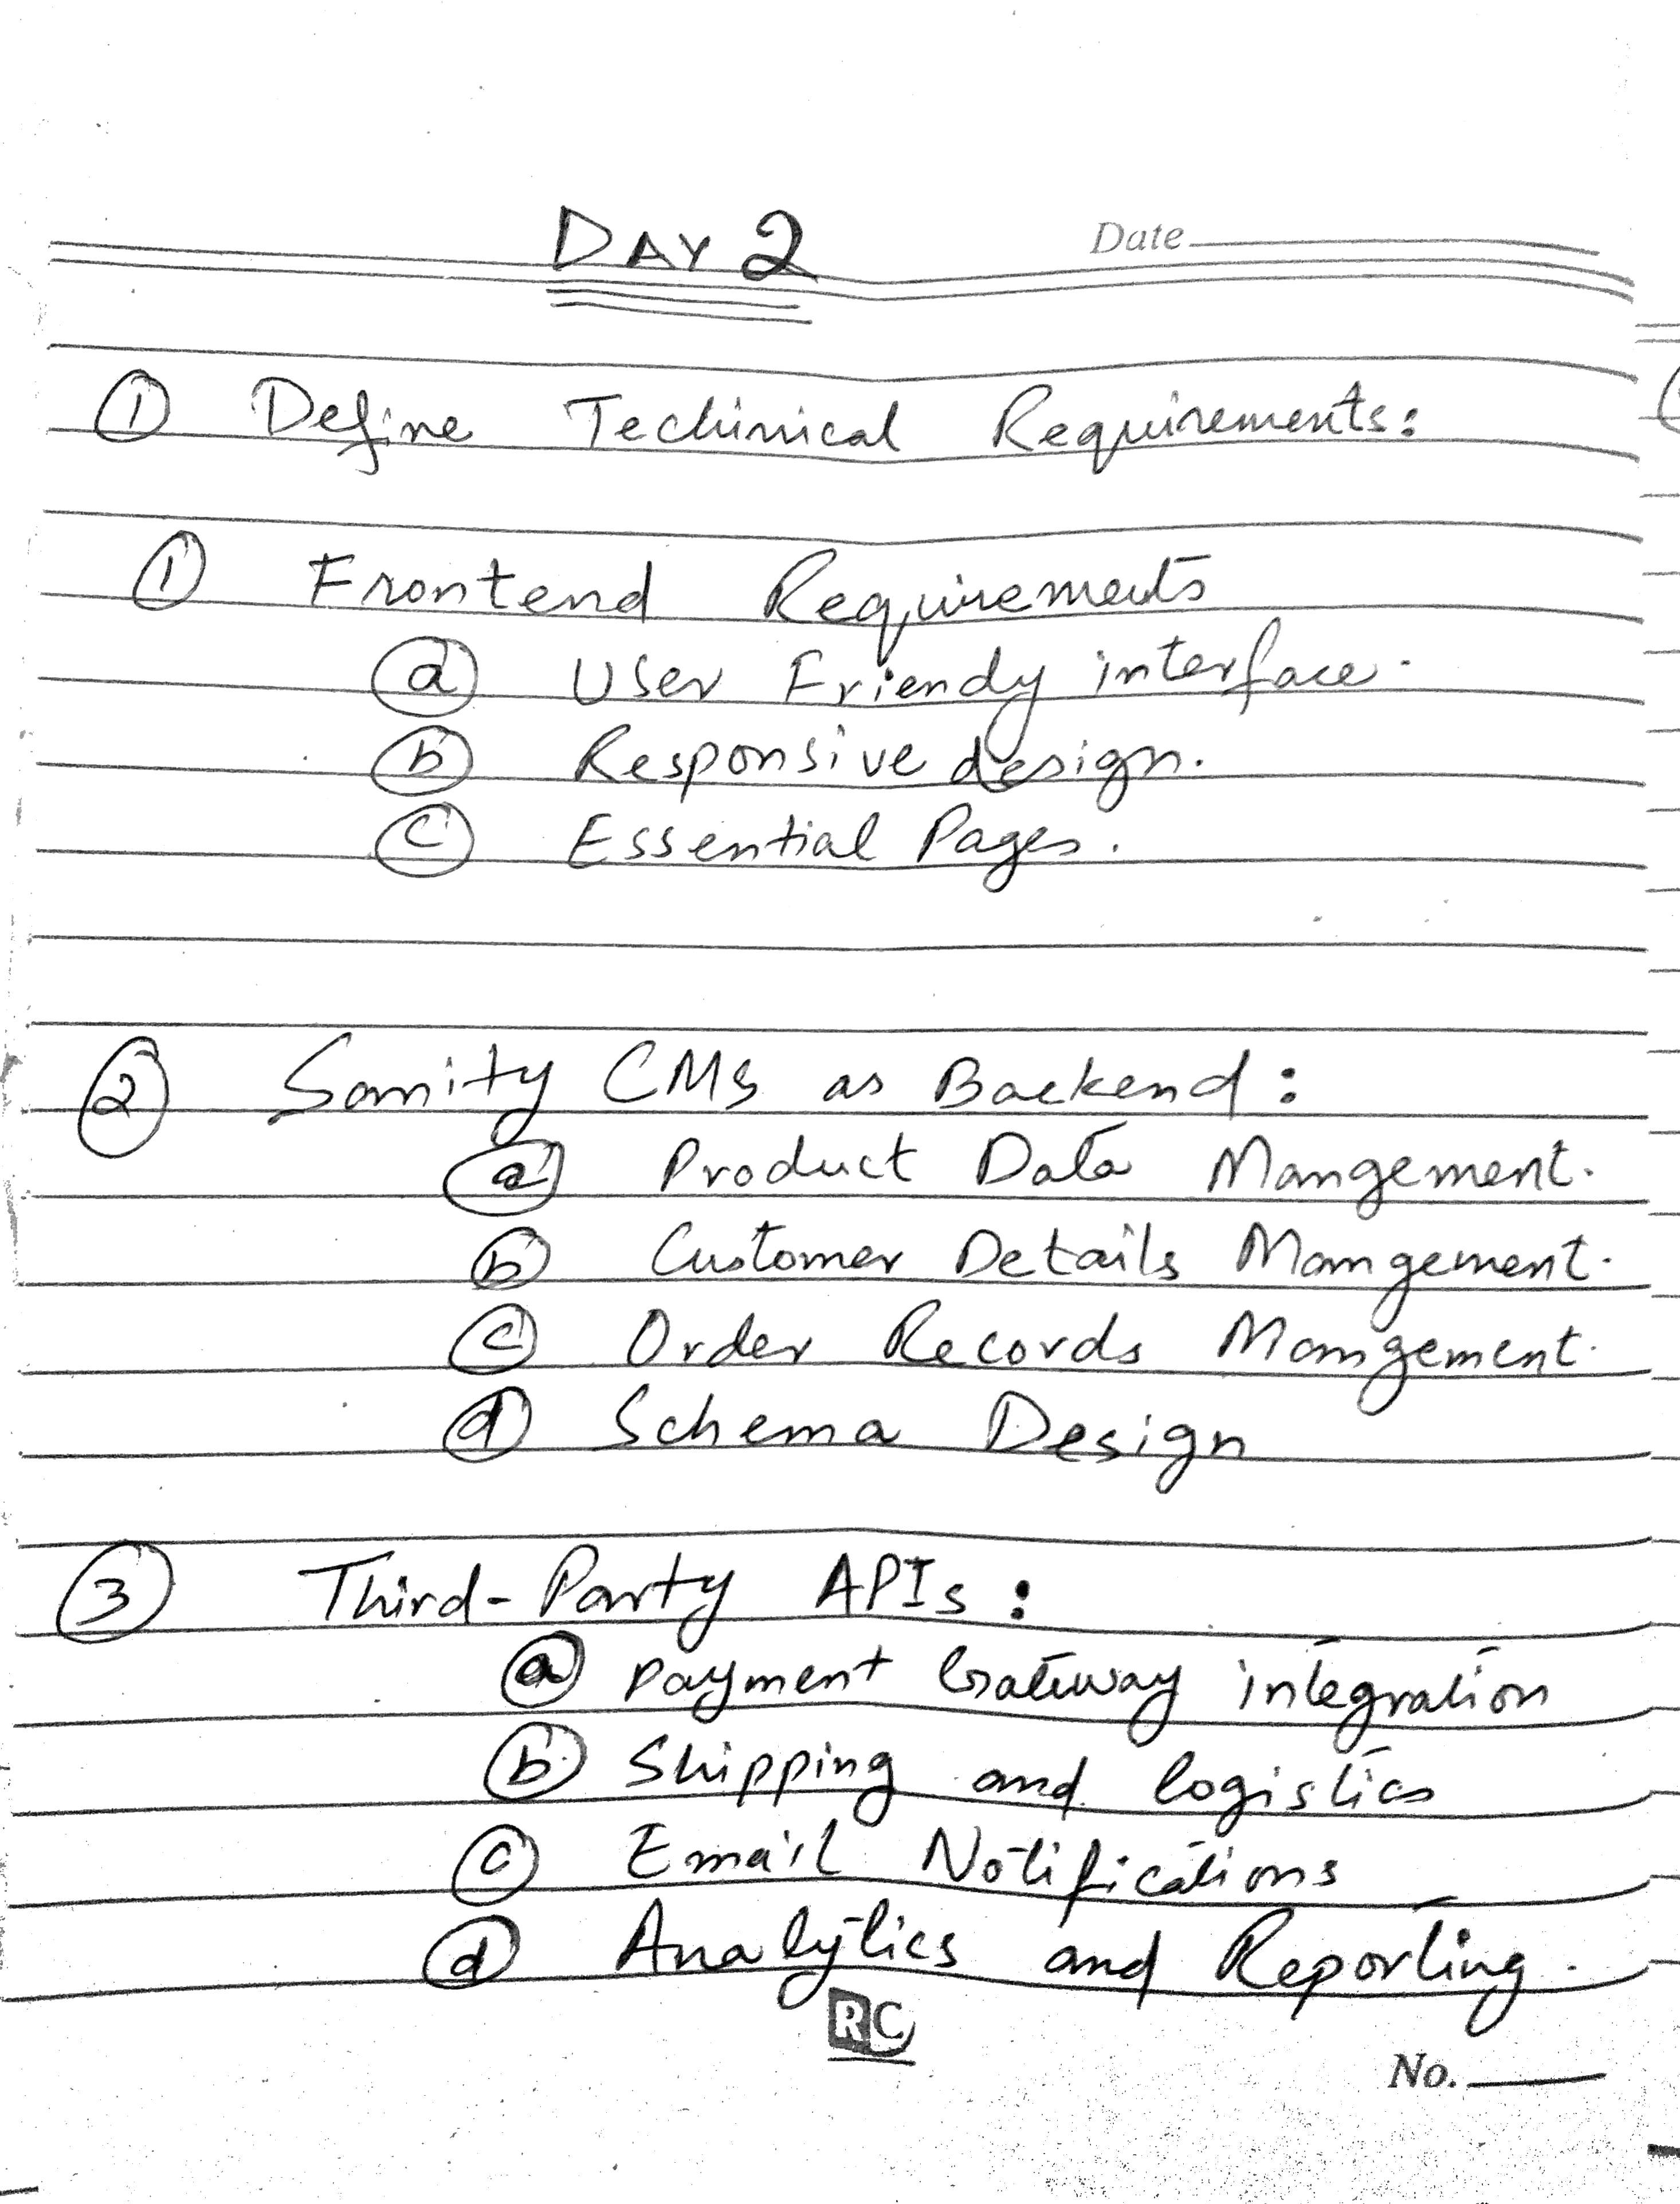 DAY 2
Date
① Define Techinical Requirements:
① Frontend Requirements
ⓐ User Friendy interface.
ⓑ Responsive design.
ⓒ Essential Pages.
② Sanity CMS as Backend:
ⓐ Product Data Mangement.
ⓑ Customer Details Mangement.
ⓒ Order Records Mangement.
ⓓ Schema Design
③ Third-Party APIs:
ⓐ Payment Gateway integration
ⓑ Shipping and logistics
ⓒ Email Notifications
ⓓ Analytics and Reporting.
RC
No.